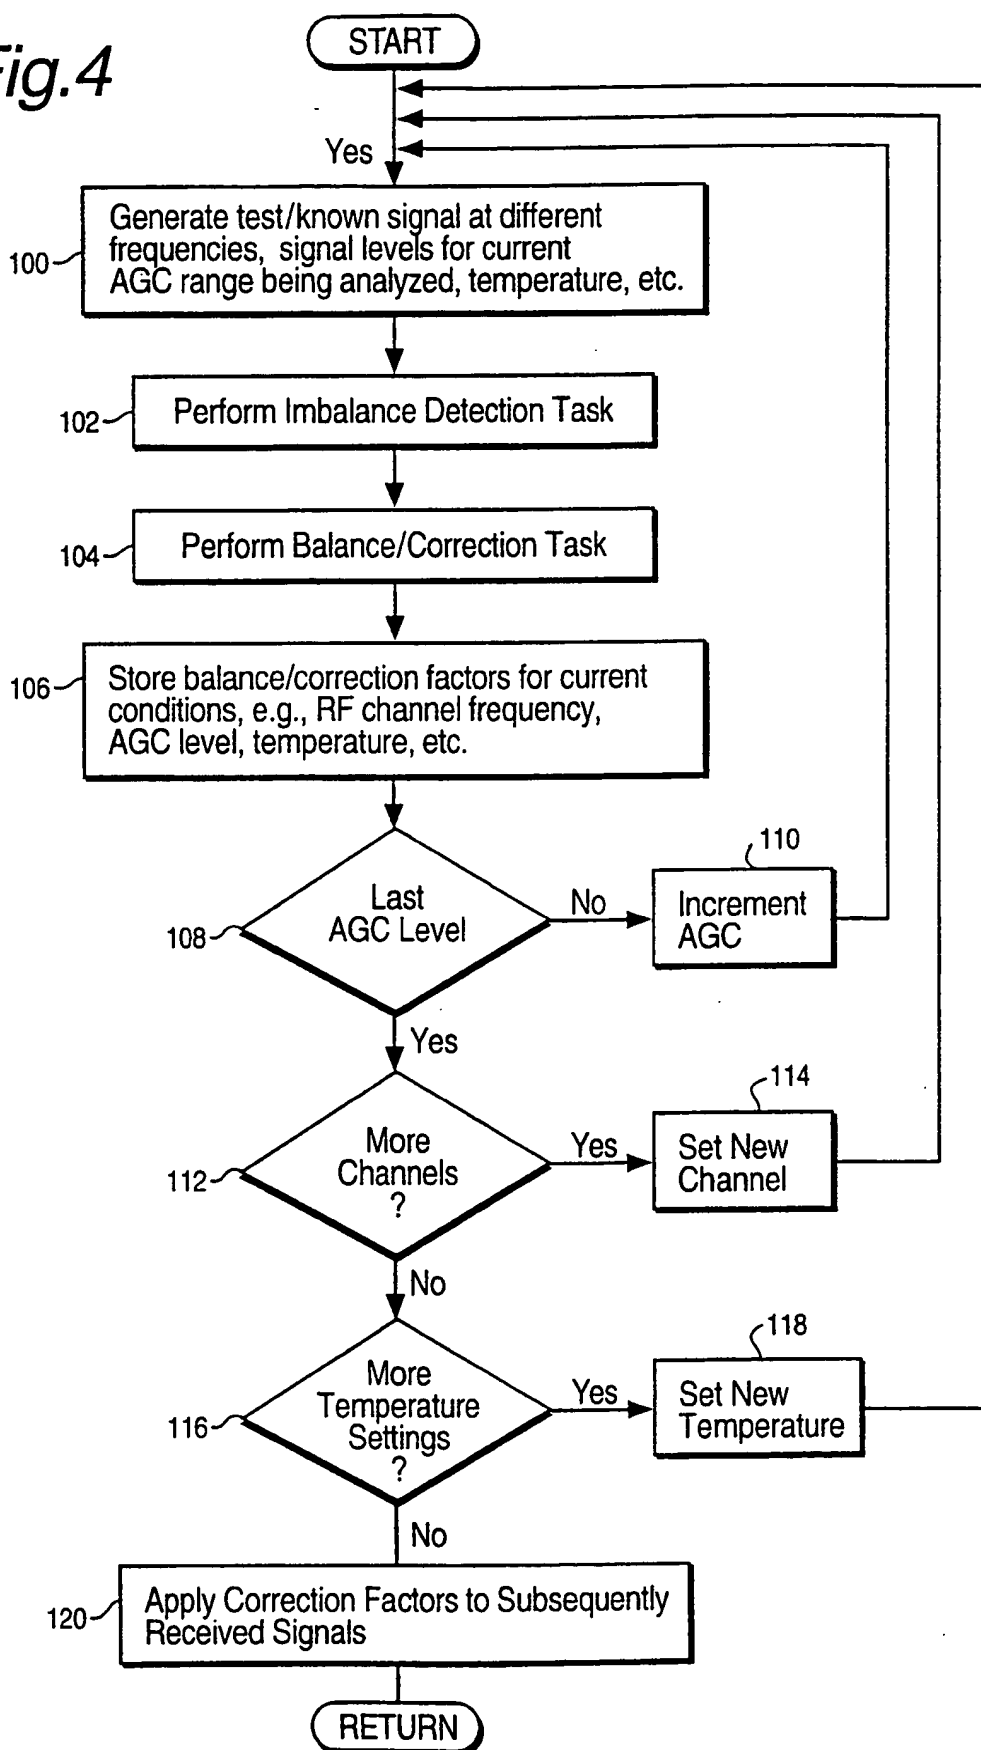 Fig.4
START
Yes
100
Generate test/known signal at different
frequencies, signal levels for current
AGC range being analyzed, temperature, etc.
102
Perform Imbalance Detection Task
104
Perform Balance/Correction Task
106
Store balance/correction factors for current
conditions, e.g., RF channel frequency,
AGC level, temperature, etc.
108
Last
AGC Level
No
110
Increment
AGC
Yes
112
More
Channels
?
Yes
114
Set New
Channel
No
116
More
Temperature
Settings
?
Yes
118
Set New
Temperature
No
120
Apply Correction Factors to Subsequently
Received Signals
RETURN